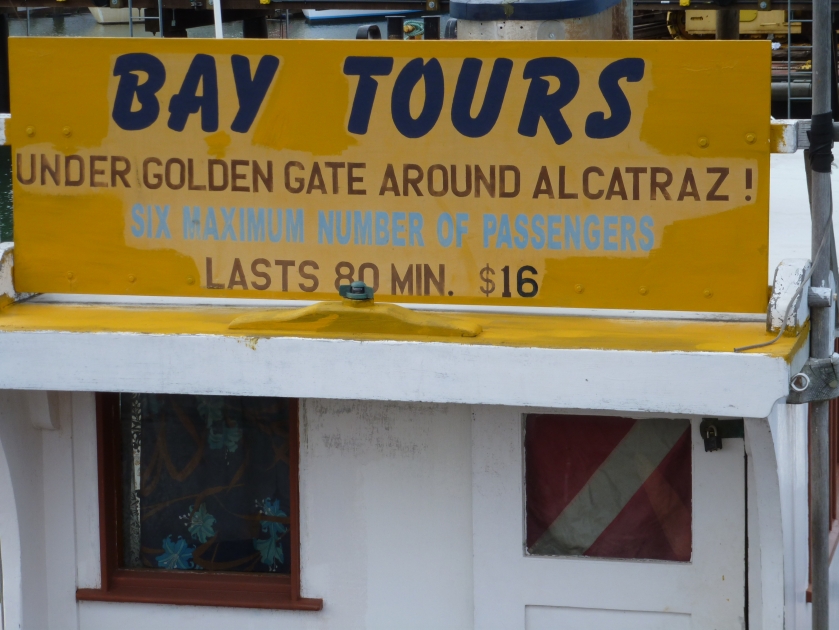 BAY TOURS
UNDER GOLDEN GATE AROUND ALCATRAZ!
SIX MAXIMUM NUMBER OF PASSENGERS
LASTS 80 MIN. $16